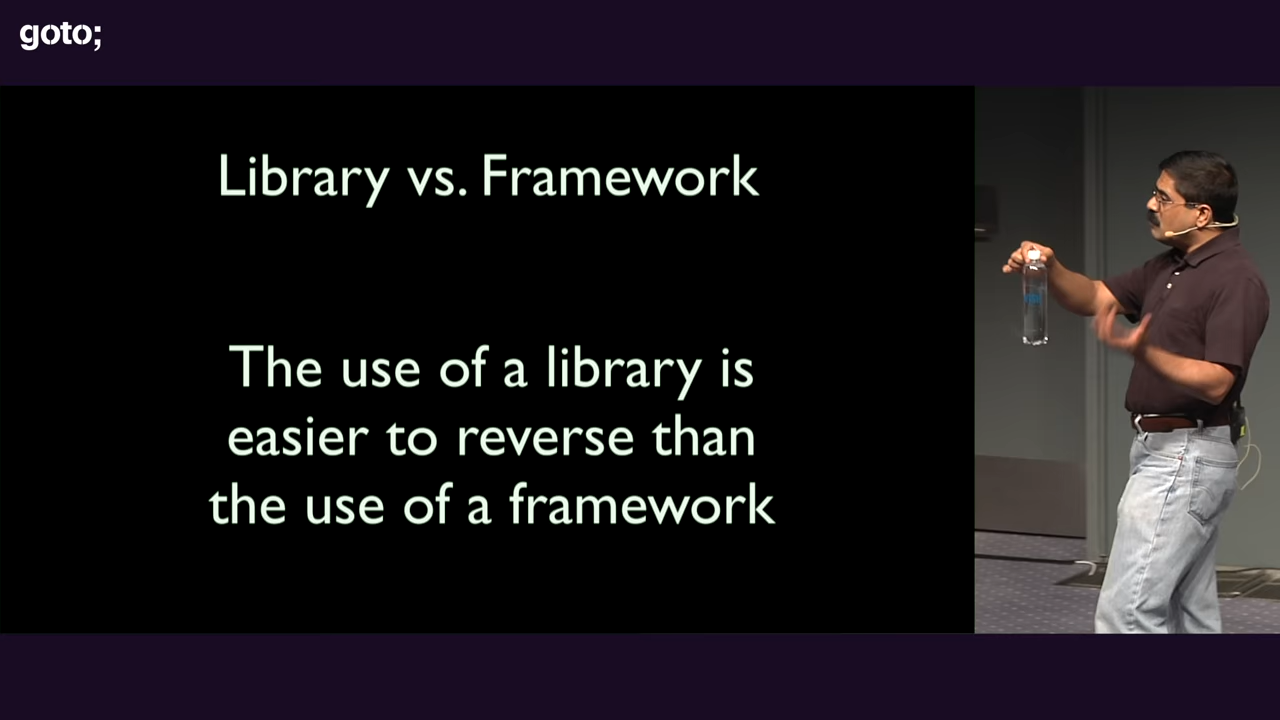 goto;
Library vs. Framework
The use of a library is
easier to reverse than
the use of a framework